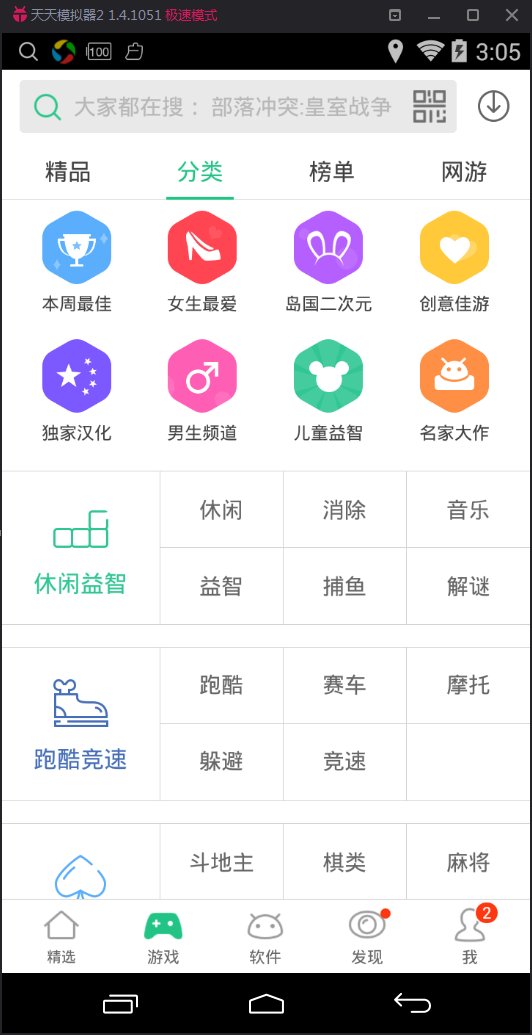 天天模拟器2 1.4.1051 极速模式
100 3:05
大家都在搜： 部落冲突:皇室战争
精品 分类 榜单 网游
本周最佳 女生最爱 岛国二次元 创意佳游
独家汉化 男生频道 儿童益智 名家大作
休闲 消除 音乐
休闲益智
益智 捕鱼 解谜
跑酷 赛车 摩托
跑酷竞速
躲避 竞速
斗地主 棋类 麻将
2
精选 游戏 软件 发现 我